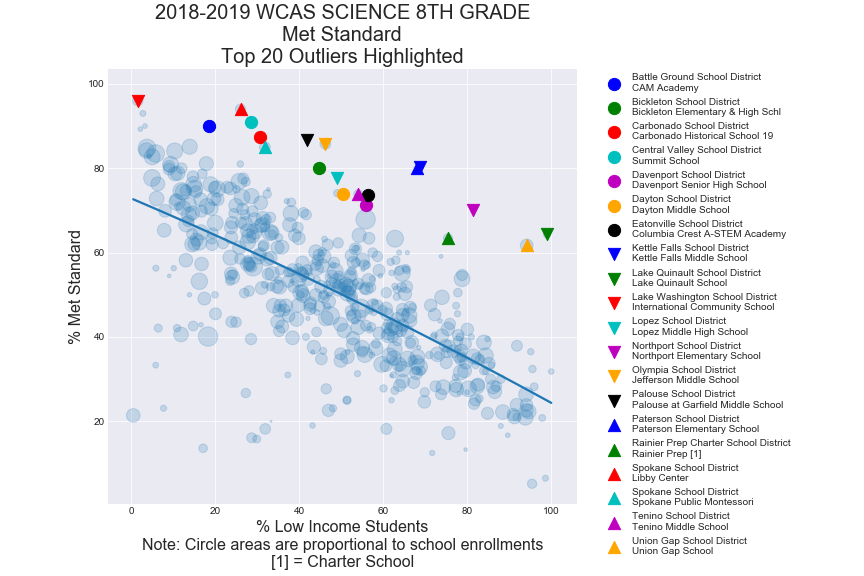 2018-2019 WCAS SCIENCE 8TH GRADE
Met Standard
Top 20 Outliers Highlighted
% Met Standard
100
80
60
40
20
0
20
40
60
80
100
% Low Income Students
Note: Circle areas are proportional to school enrollments
[1] = Charter School
Battle Ground School District
CAM Academy
Bickleton School District
Bickleton Elementary & High Schl
Carbonado School District
Carbonado Historical School 19
Central Valley School District
Summit School
Davenport School District
Davenport Senior High School
Dayton School District
Dayton Middle School
Eatonville School District
Columbia Crest A-STEM Academy
Kettle Falls School District
Kettle Falls Middle School
Lake Quinault School District
Lake Quinault School
Lake Washington School District
International Community School
Lopez School District
Lopez Middle High School
Northport School District
Northport Elementary School
Olympia School District
Jefferson Middle School
Palouse School District
Palouse at Garfield Middle School
Paterson School District
Paterson Elementary School
Rainier Prep Charter School District
Rainier Prep [1]
Spokane School District
Libby Center
Spokane School District
Spokane Public Montessori
Tenino School District
Tenino Middle School
Union Gap School District
Union Gap School